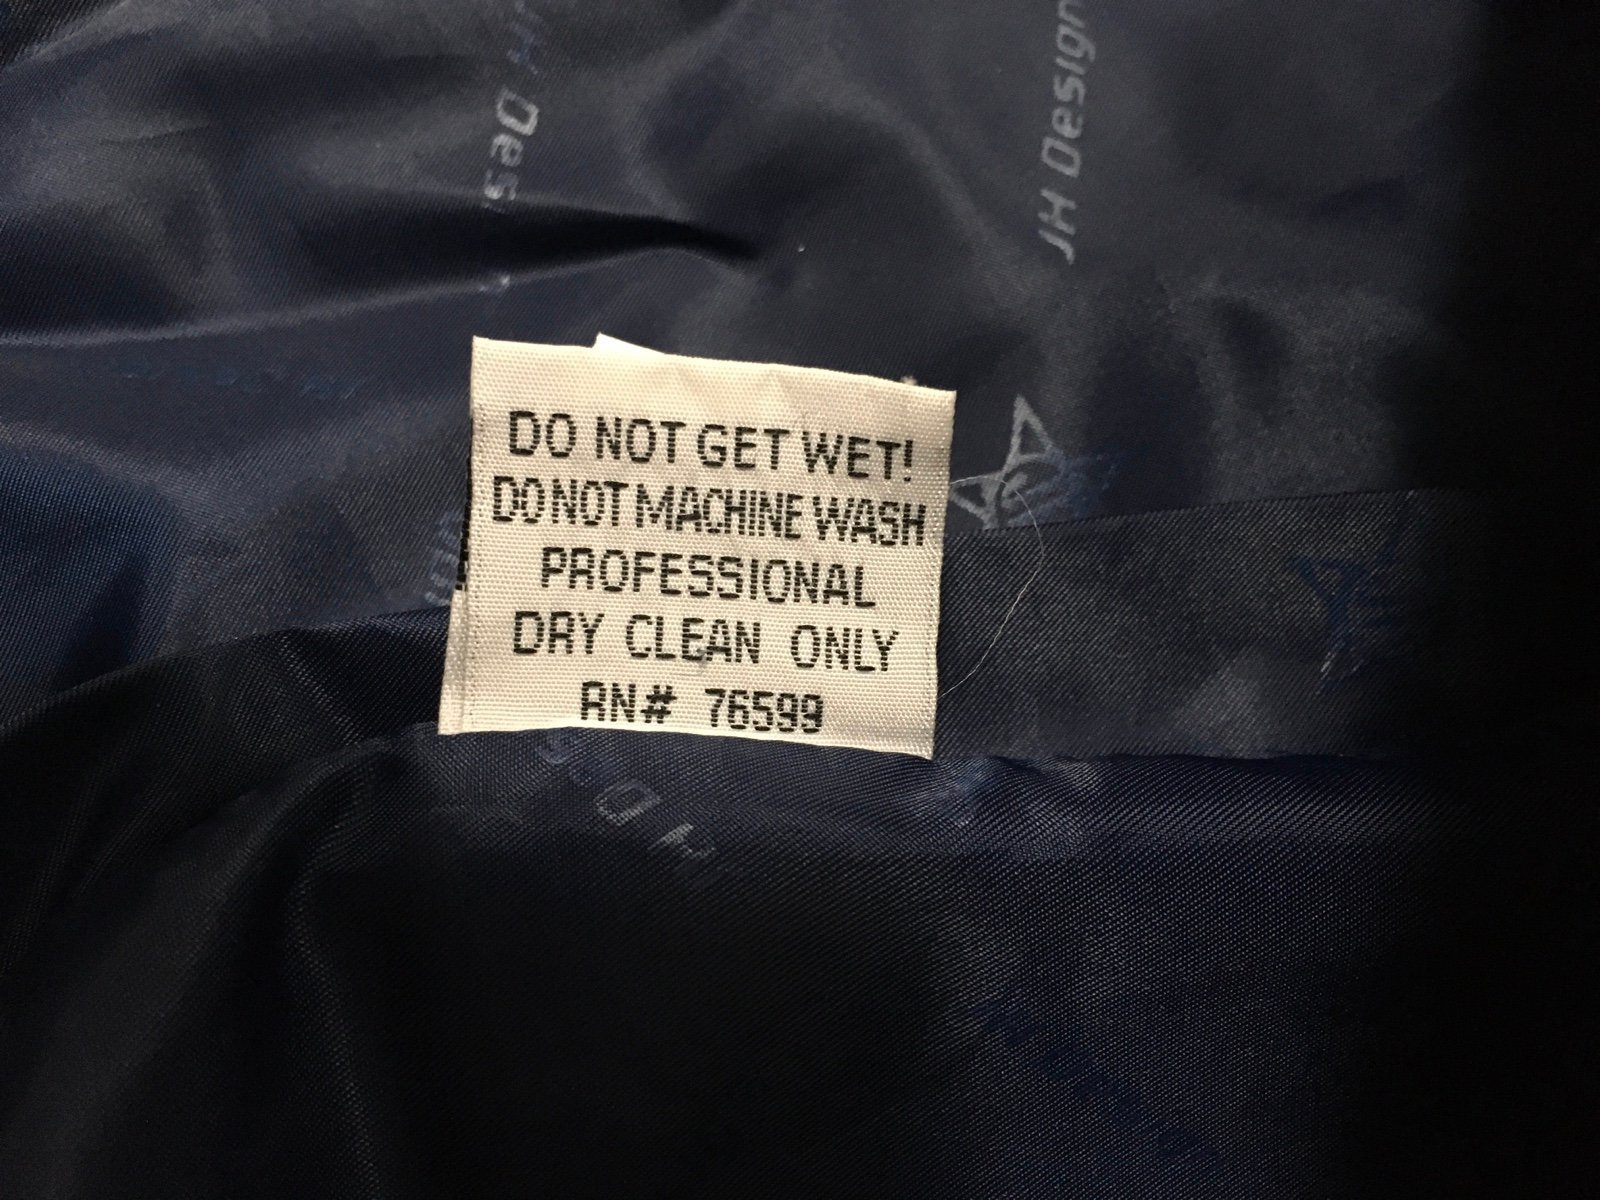 JH Design
DO NOT GET WET!
DO NOT MACHINE WASH
PROFESSIONAL
DRY CLEAN ONLY
RN# 76599